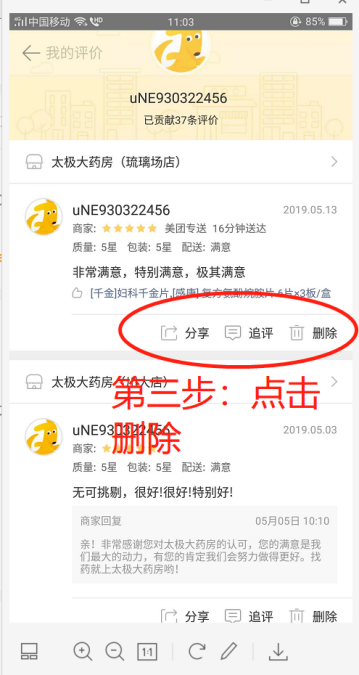 中国移动 11:03 85%
我的评价
uNE930322456
已贡献37条评价
太极大药房（琉璃场店）
uNE930322456 2019.05.13
商家: 美团专送 16分钟送达
质量: 5星 包装: 5星 配送: 满意
非常满意，特别满意，极其满意
[千金]妇科千金片,[感康] 复方氨酚烷胺片 6片×3板/盒
分享 追评 删除
太极大药房
第三步：点击
删除
uNE930322456 2019.05.03
商家:
质量: 5星 包装: 5星 配送: 满意
无可挑剔，很好!很好!特别好!
商家回复 05月05日 10:10
亲！非常感谢您对太极大药房的认可，您的满意是我
们最大的动力，有您的肯定我们会努力做得更好。找
药就上太极大药房哟！
分享 追评 删除
1:1